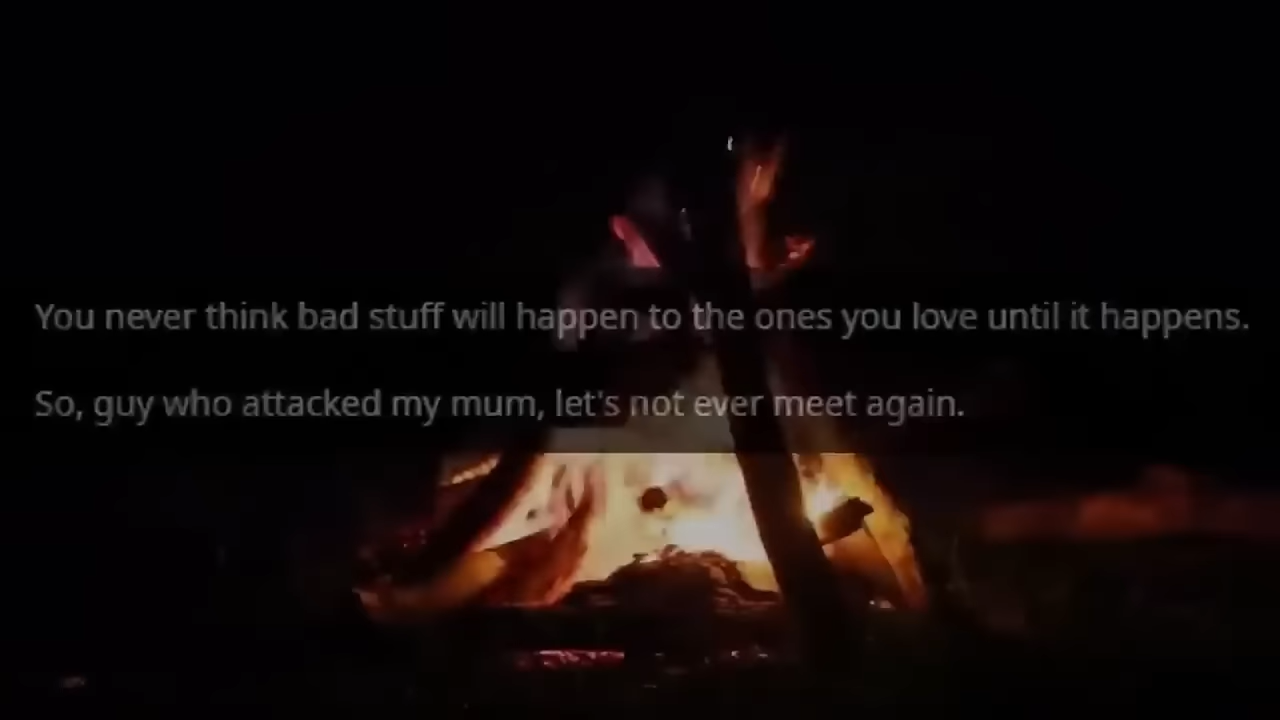 You never think bad stuff will happen to the ones you love until it happens.
So, guy who attacked my mum, let's not ever meet again.